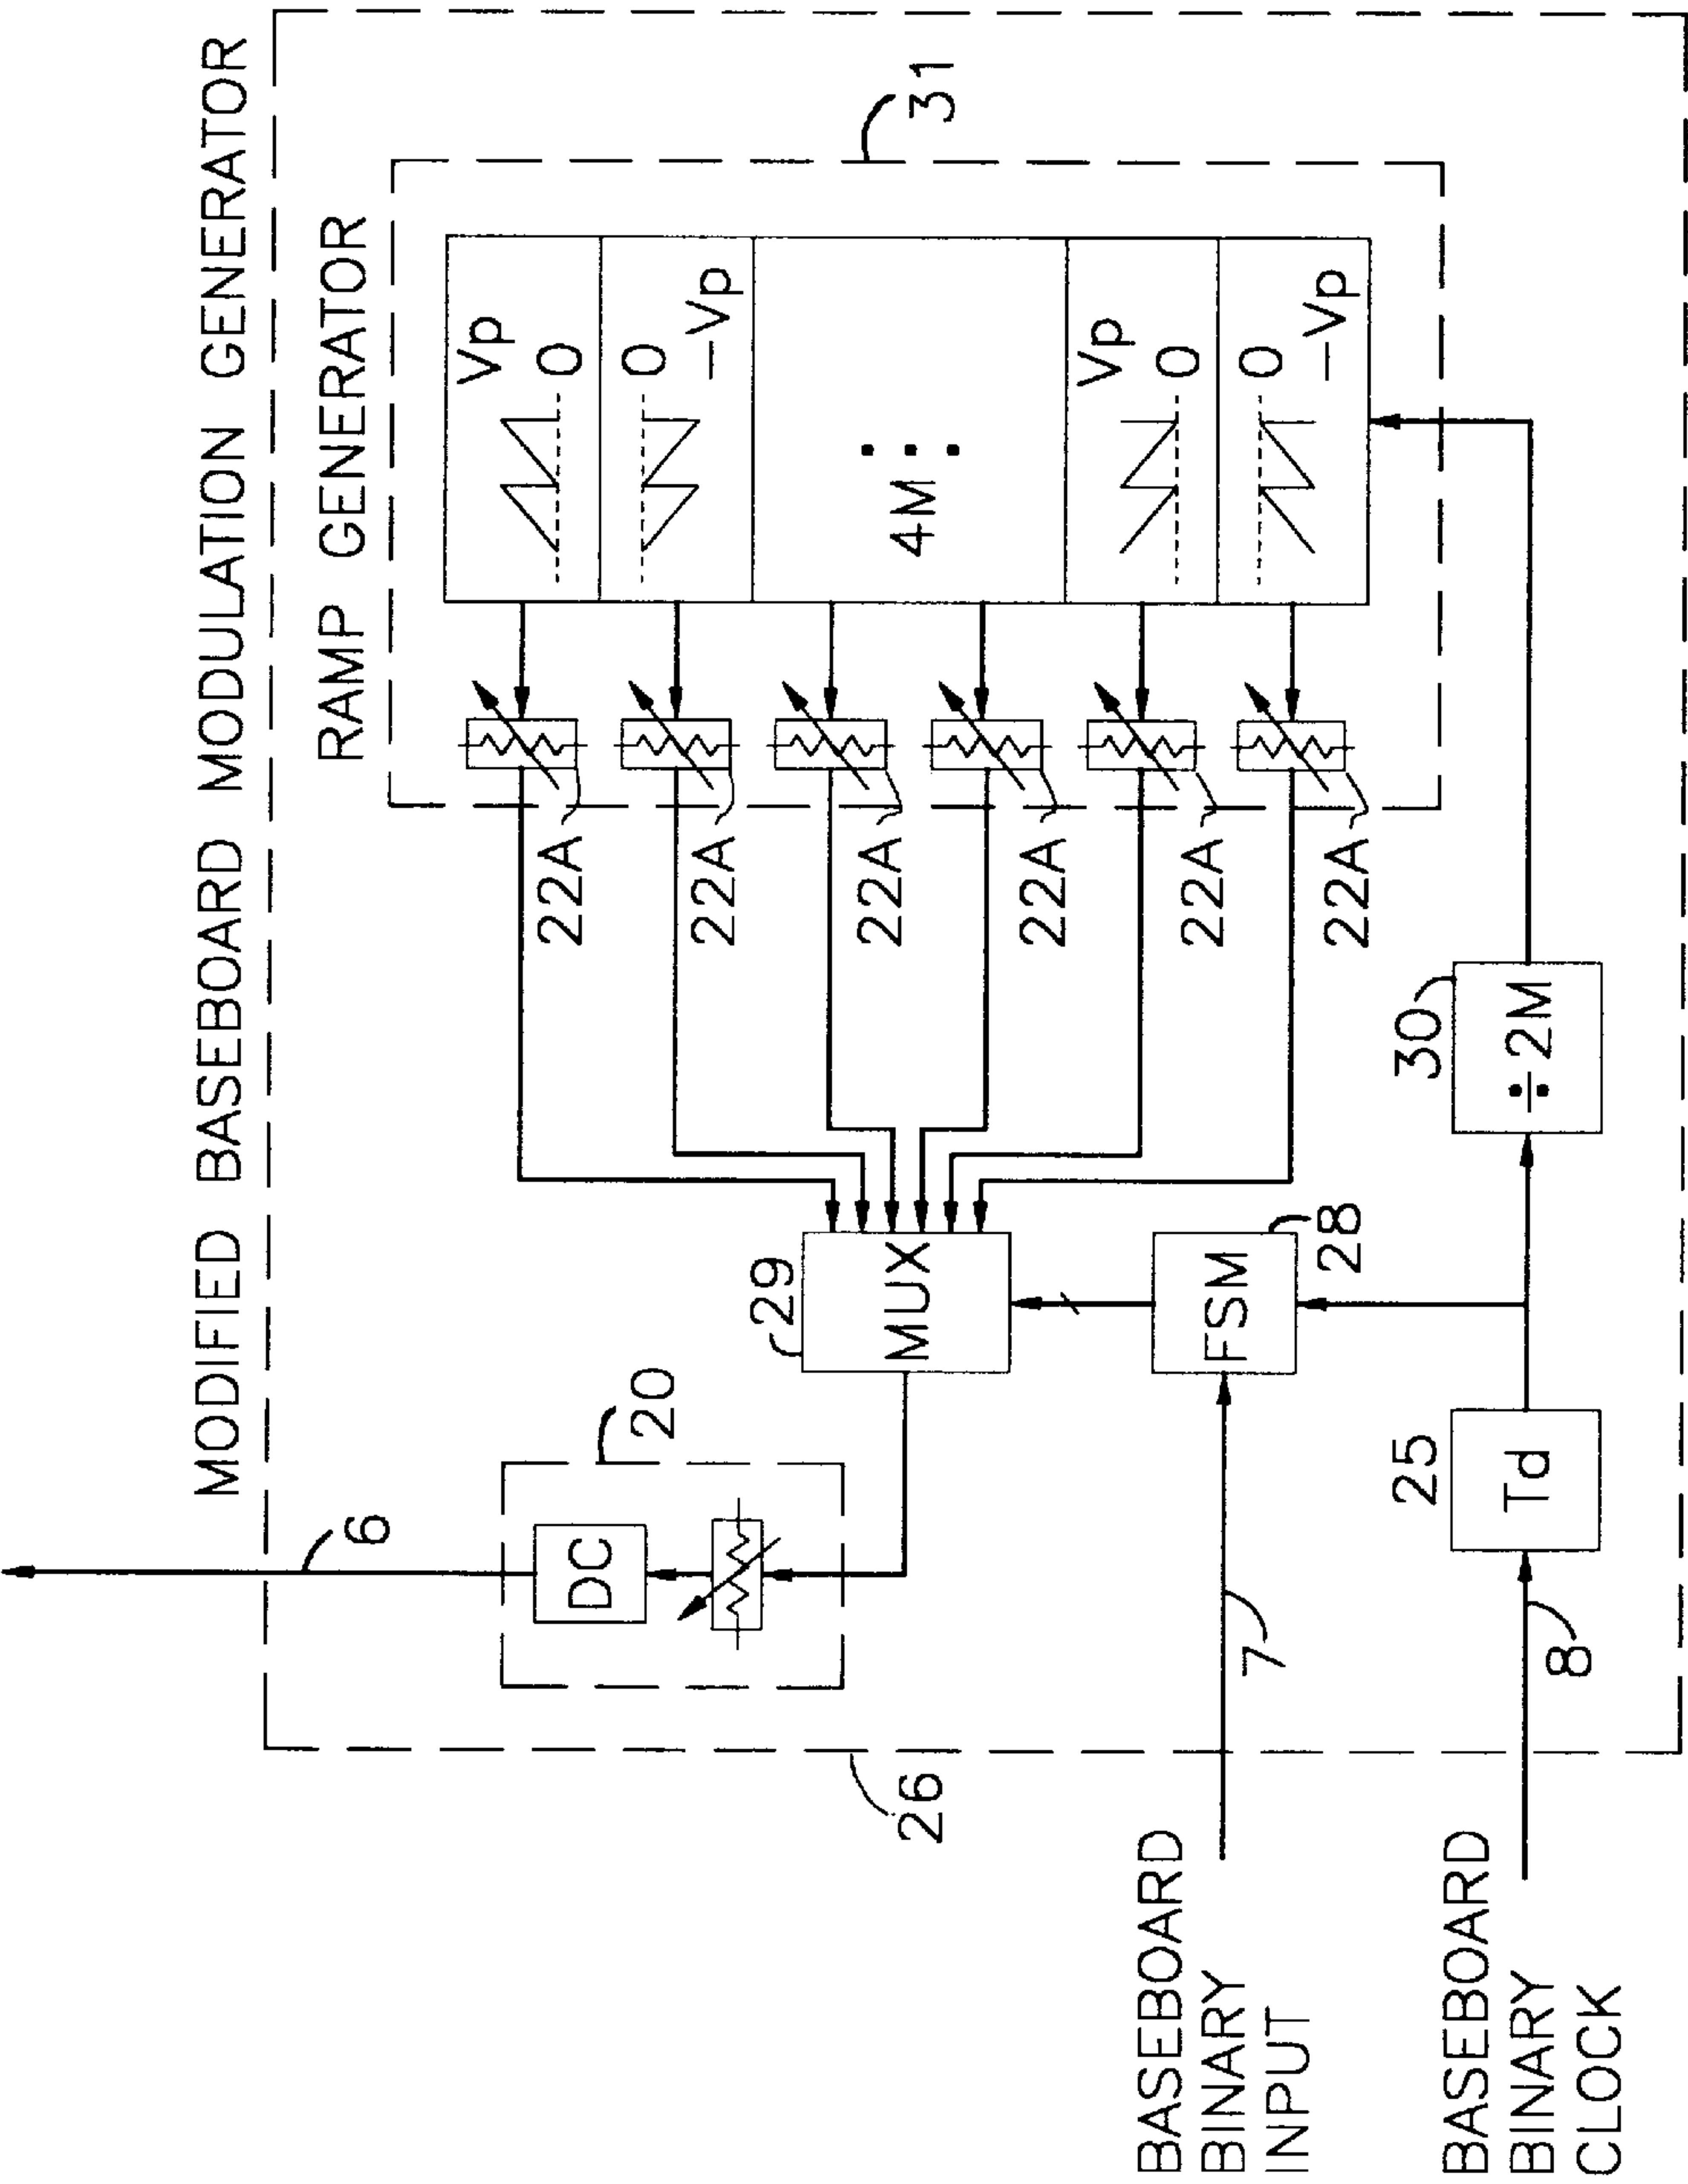 MODIFIED BASEBOARD MODULATION GENERATOR
RAMP GENERATOR
31
Vp
0
0
-Vp
4M
Vp
0
0
-Vp
22A
22A
22A
22A
22A
22A
6
20
DC
29
MUX
FSM
28
30
÷2M
25
Td
7
8
26
BASEBOARD
BINARY
INPUT
BASEBOARD
BINARY
CLOCK